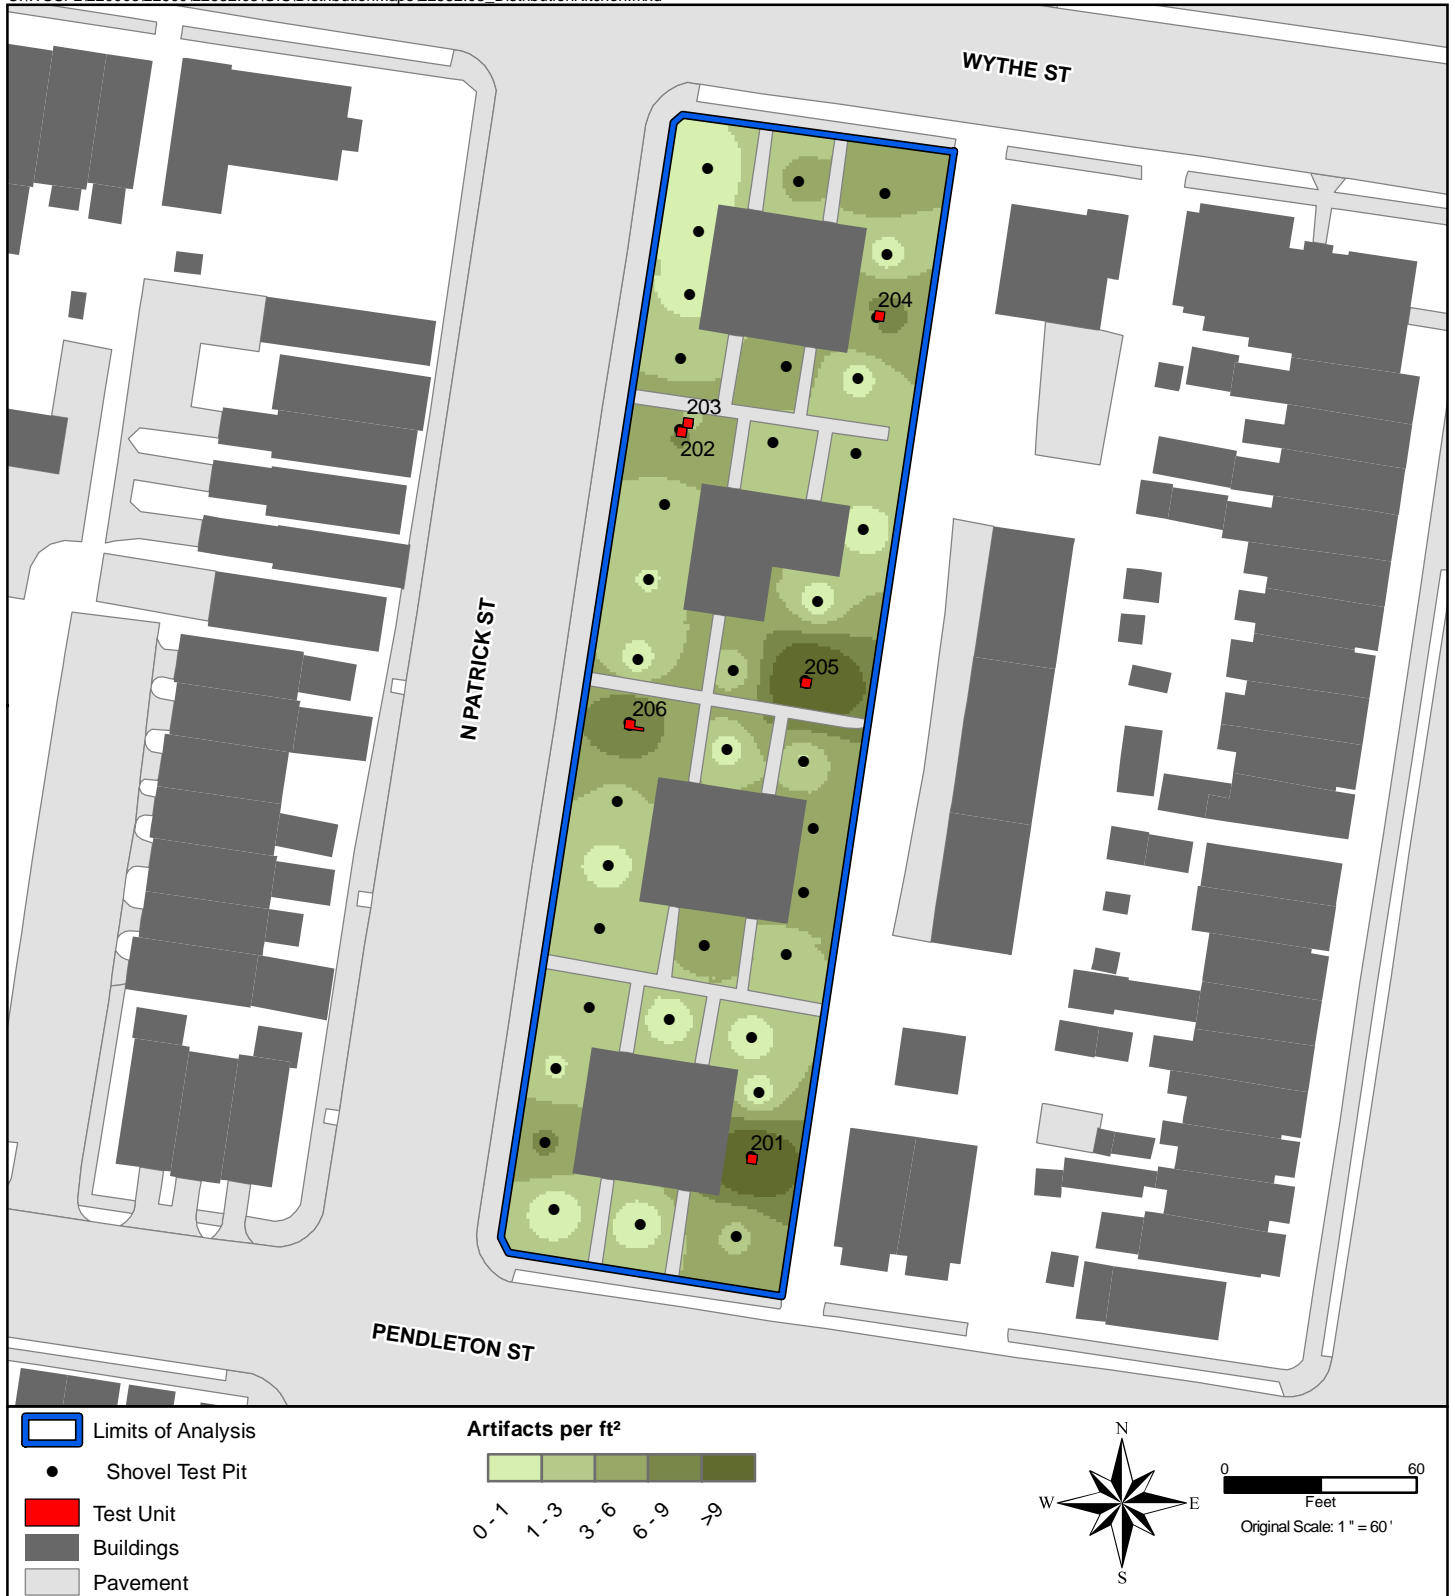 WYTHE ST
204
203
202
N PATRICK ST
205
206
201
PENDLETON ST
Limits of Analysis
Shovel Test Pit
Test Unit
Buildings
Pavement
Artifacts per ft²
0 - 1
1 - 3
3 - 6
6 - 9
>9
N
W
E
S
0
60
Feet
Original Scale: 1 " = 60 '